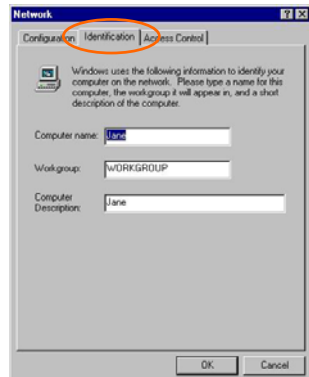 Network
Configuration Identification Access Control
Windows uses the following information to identify your
computer on the network. Please type a name for this
computer, the workgroup it will appear in, and a short
description of the computer.
Computer name: Jane
Workgroup: WORKGROUP
Computer
Description: Jane
OK Cancel